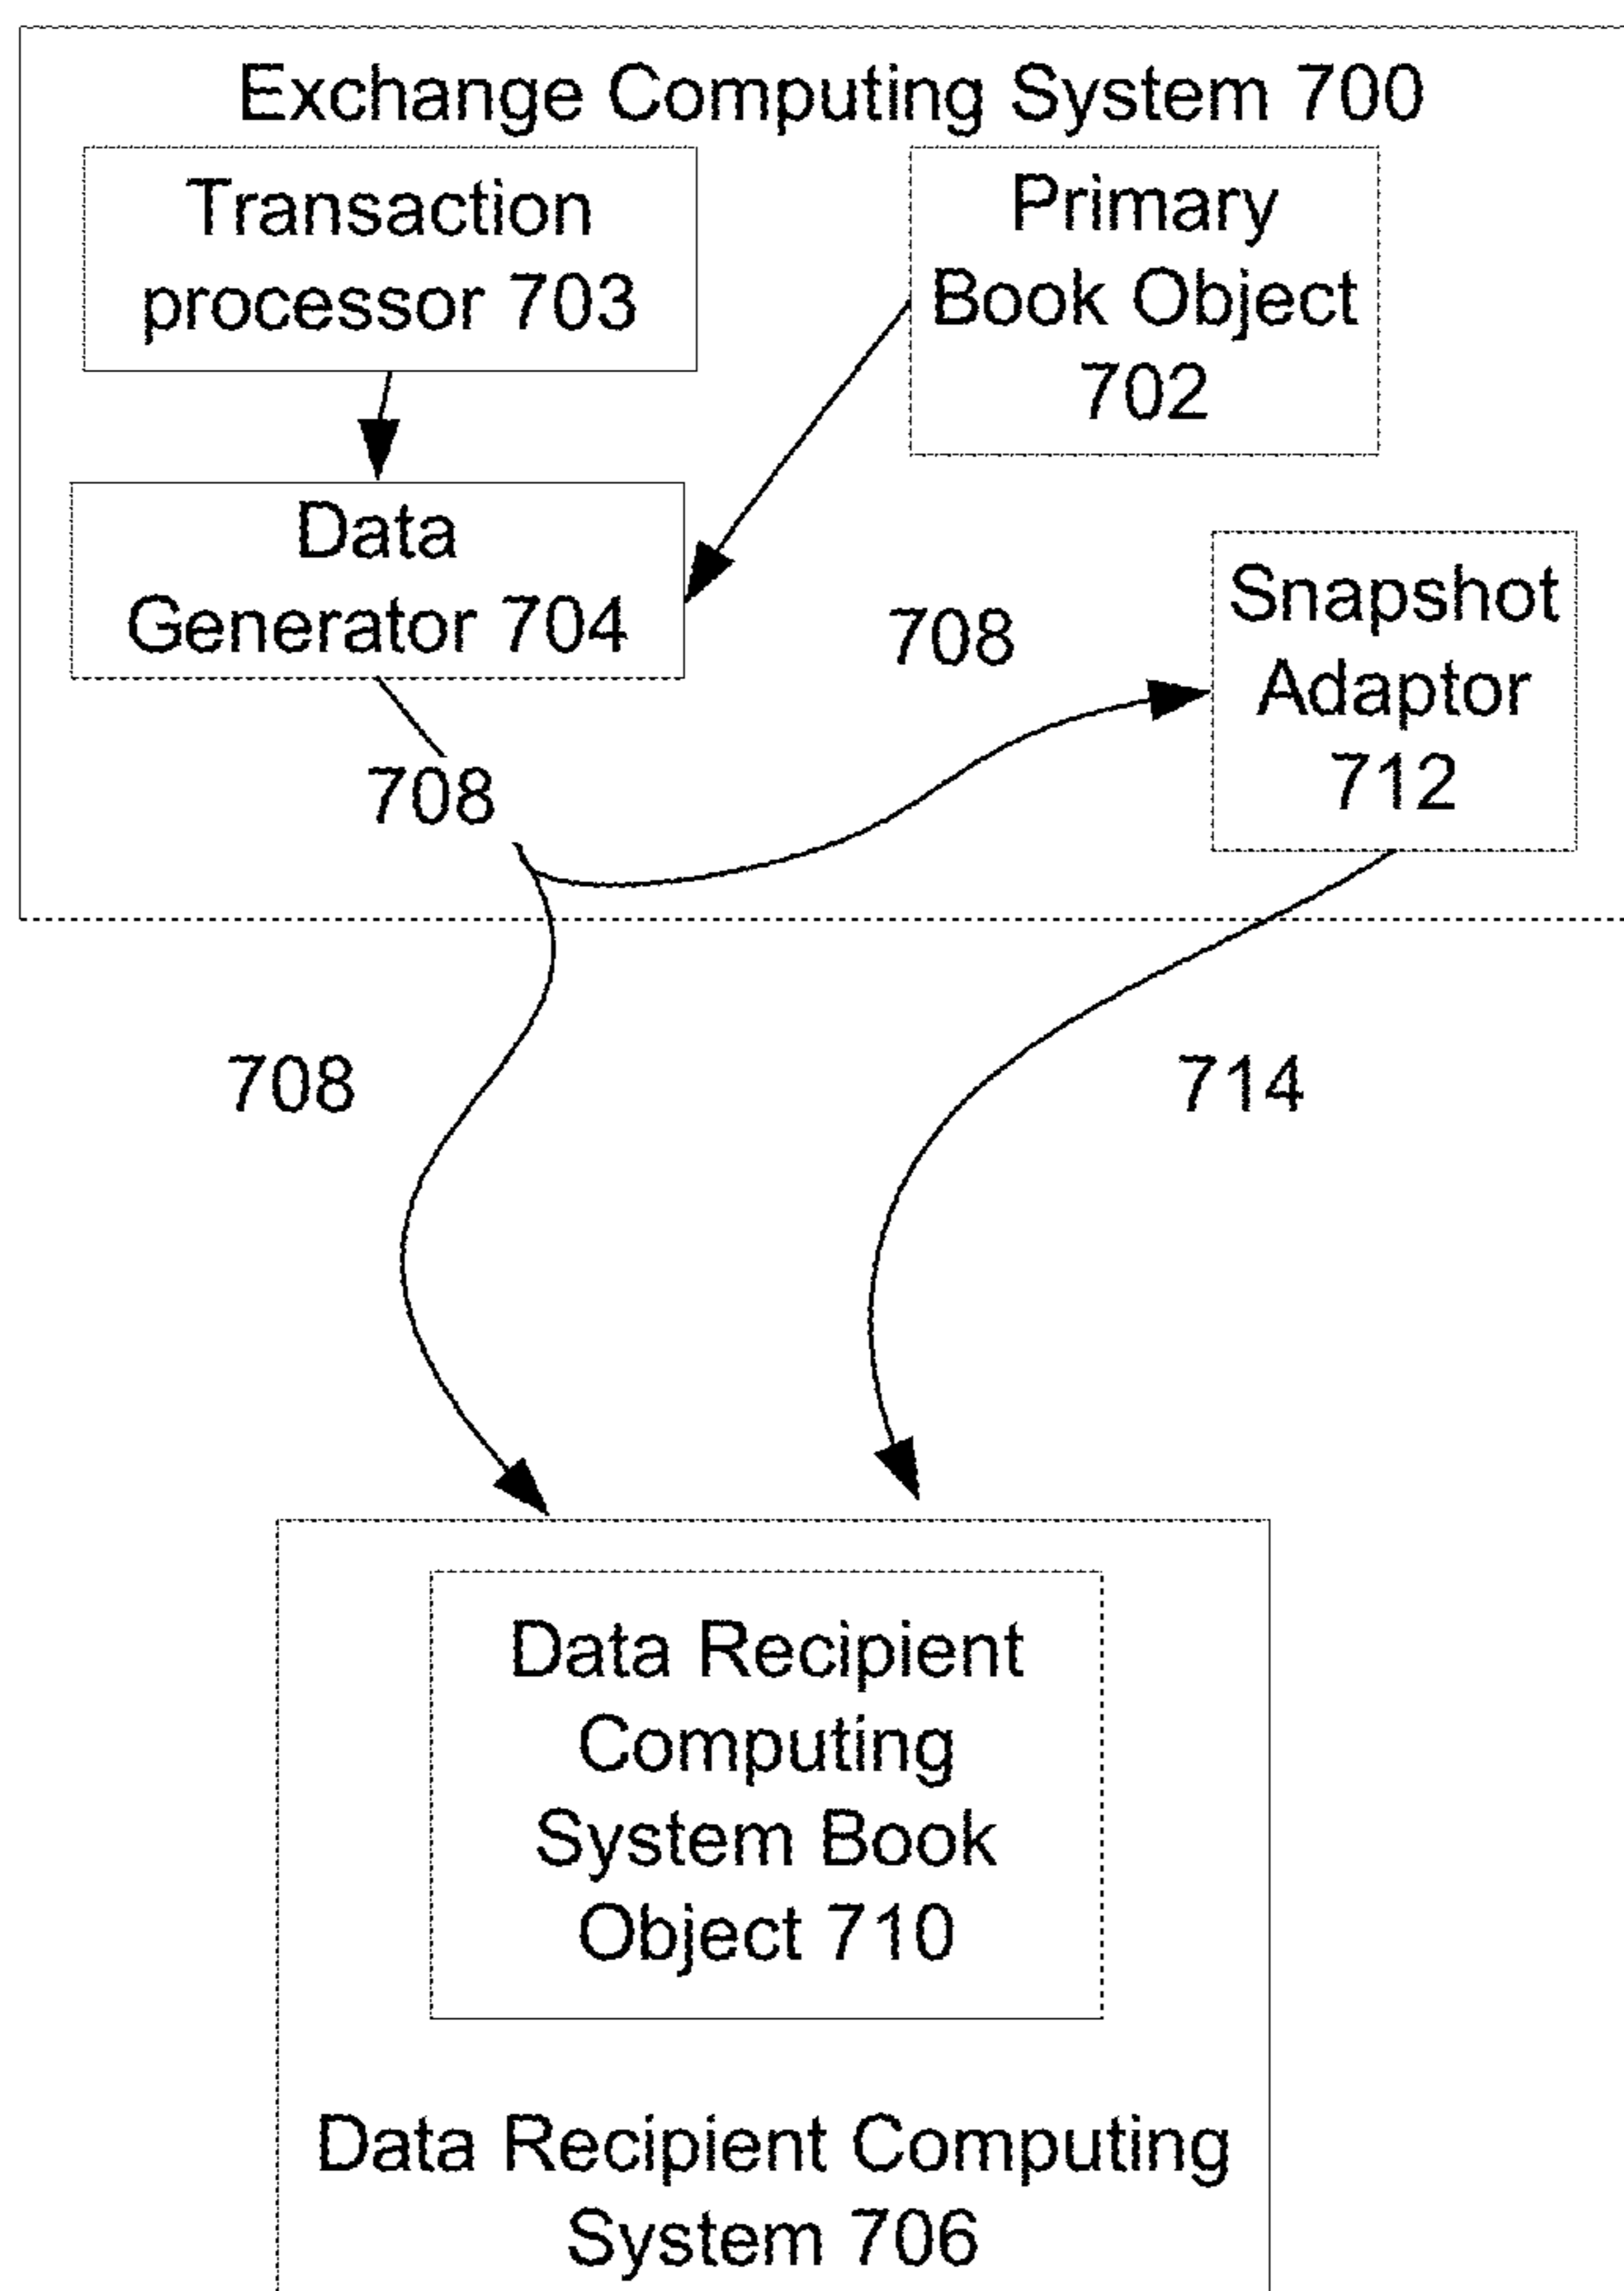 Exchange Computing System 700
Transaction
processor 703
Primary
Book Object
702
Data
Generator 704
708
Snapshot
Adaptor
712
708
708
714
Data Recipient
Computing
System Book
Object 710
Data Recipient Computing
System 706